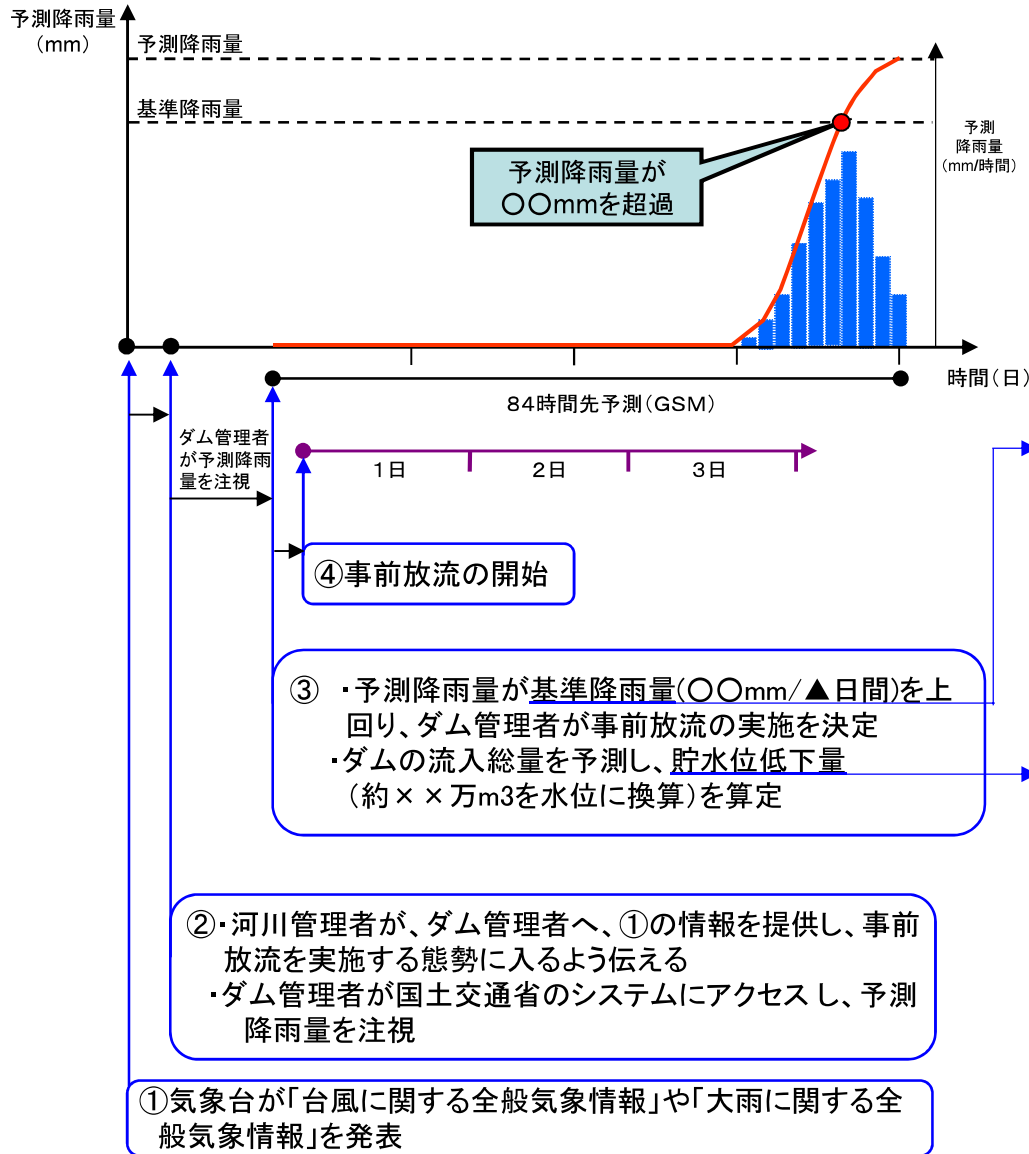 予測降雨量
(mm)
予測降雨量
基準降雨量
予測降雨量が
〇〇mmを超過
予測
降雨量
(mm/時間)
時間(日)
84時間先予測(GSM)
ダム管理者
が予測降雨
量を注視
1日
2日
3日
④事前放流の開始
③ ・予測降雨量が基準降雨量(〇〇mm/▲日間)を上
回り、ダム管理者が事前放流の実施を決定
・ダムの流入総量を予測し、貯水位低下量
(約××万m3を水位に換算)を算定
②・河川管理者が、ダム管理者へ、①の情報を提供し、事前
放流を実施する態勢に入るよう伝える
・ダム管理者が国土交通省のシステムにアクセスし、予測
降雨量を注視
①気象台が「台風に関する全般気象情報」や「大雨に関する全
般気象情報」を発表